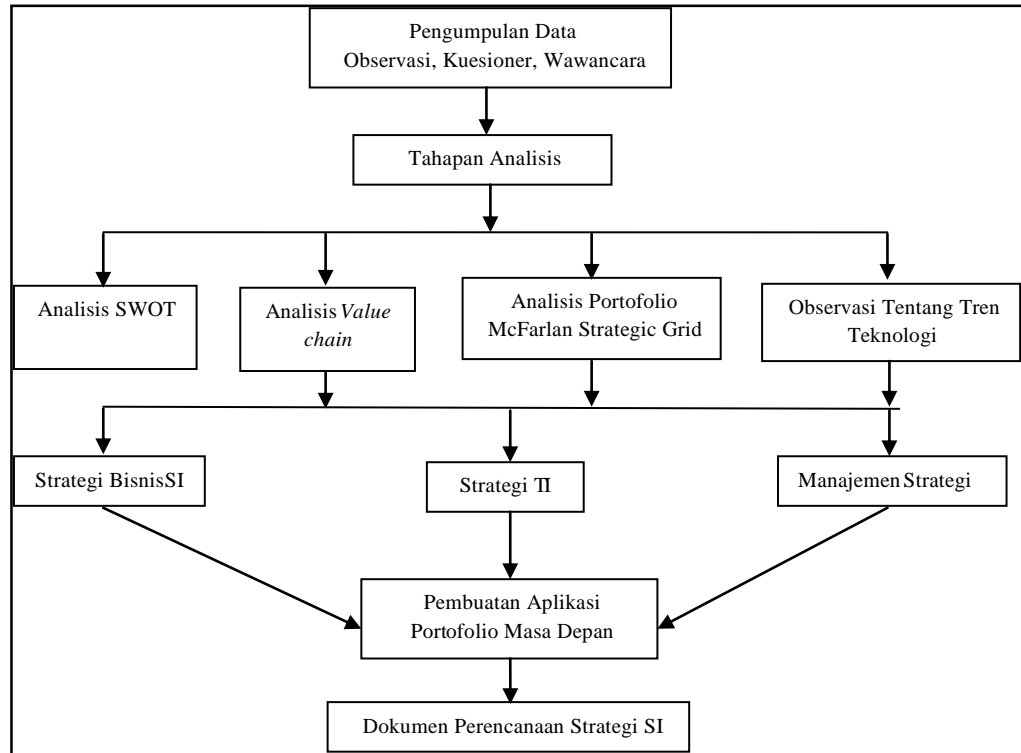 Pengumpulan Data
Observasi, Kuesioner, Wawancara
Tahapan Analisis
Analisis SWOT
Analisis Value
chain
Analisis Portofolio
McFarlan Strategic Grid
Observasi Tentang Tren
Teknologi
Strategi BisnisSI
Strategi TI
Manajemen Strategi
Pembuatan Aplikasi
Portofolio Masa Depan
Dokumen Perencanaan Strategi SI